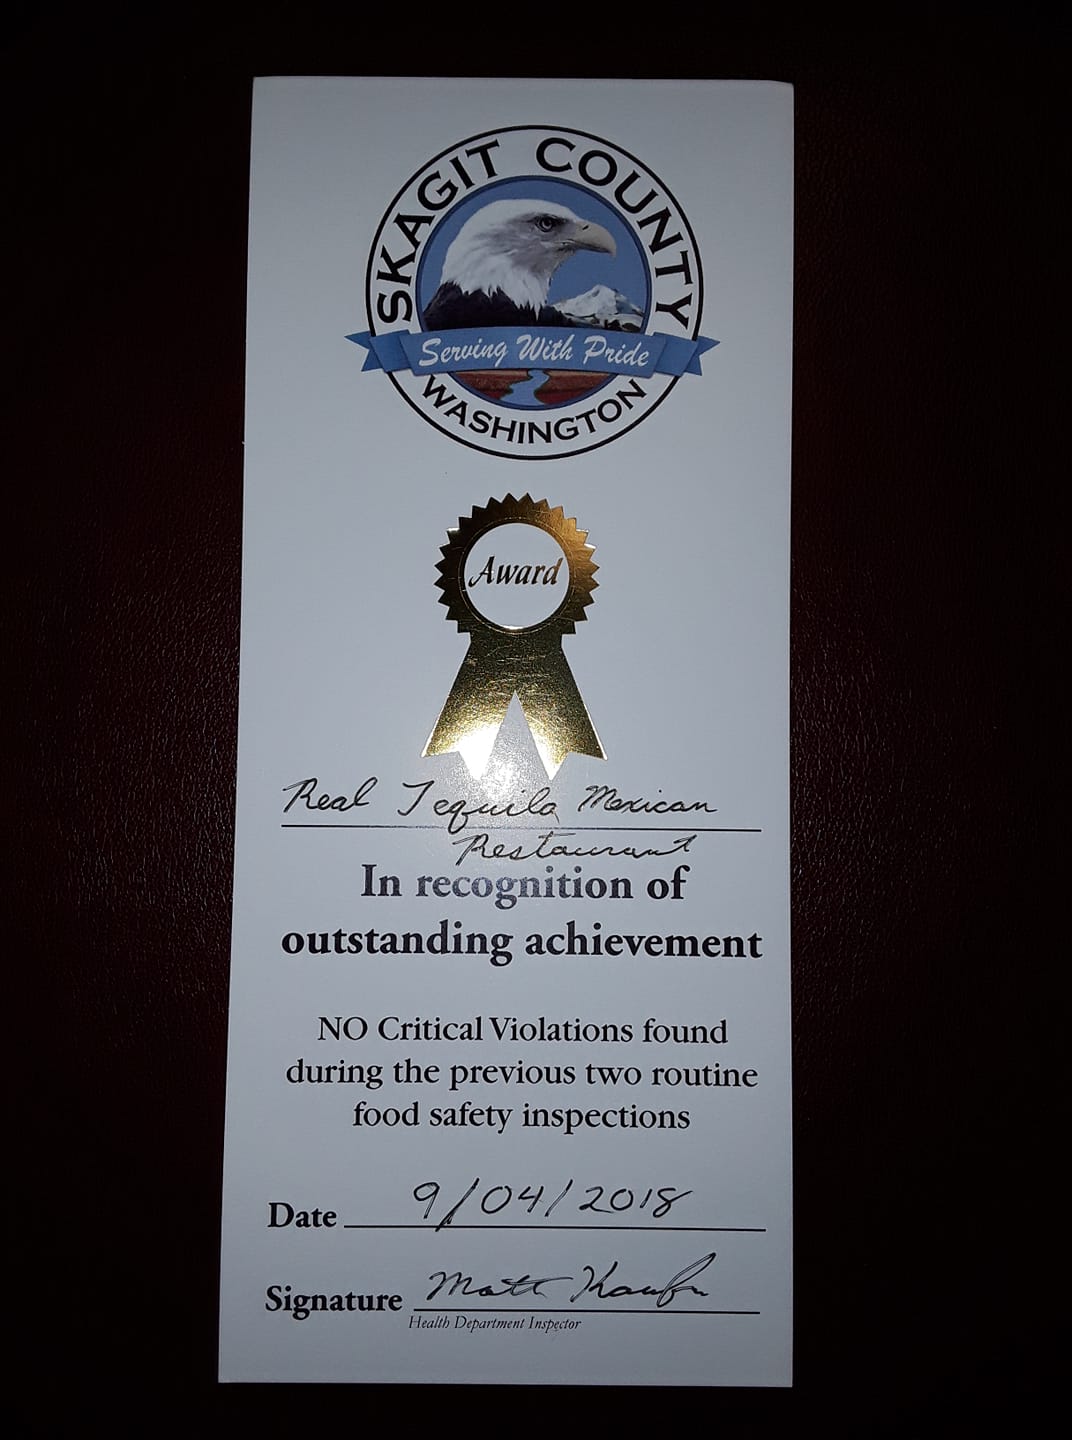 SKAGIT COUNTY
Serving With Pride
WASHINGTON
Award
Real Tequila Mexican
Restaurant
In recognition of
outstanding achievement
NO Critical Violations found
during the previous two routine
food safety inspections
Date 9/04/2018
Signature Matt
Health Department Inspector